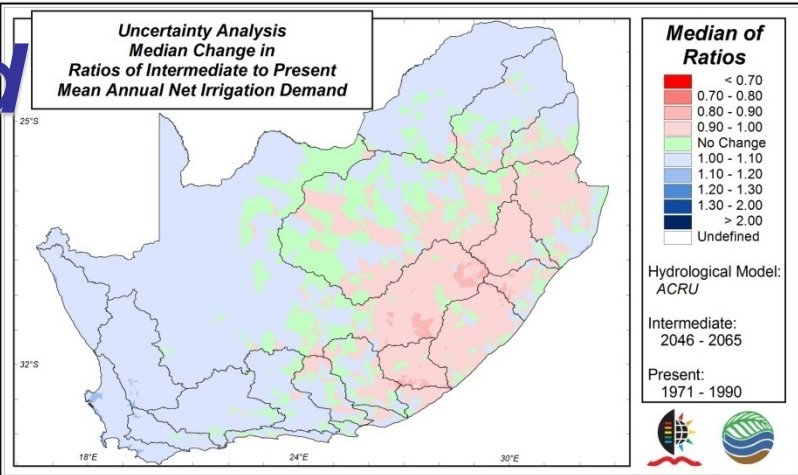 Uncertainty Analysis
Median Change in
Ratios of Intermediate to Present
Mean Annual Net Irrigation Demand
d
25°S
32°S
18°E
24°E
30°E
Median of
Ratios
< 0.70
0.70 - 0.80
0.80 - 0.90
0.90 - 1.00
No Change
1.00 - 1.10
1.10 - 1.20
1.20 - 1.30
1.30 - 2.00
> 2.00
Undefined
Hydrological Model:
ACRU
Intermediate:
2046 - 2065
Present:
1971 - 1990